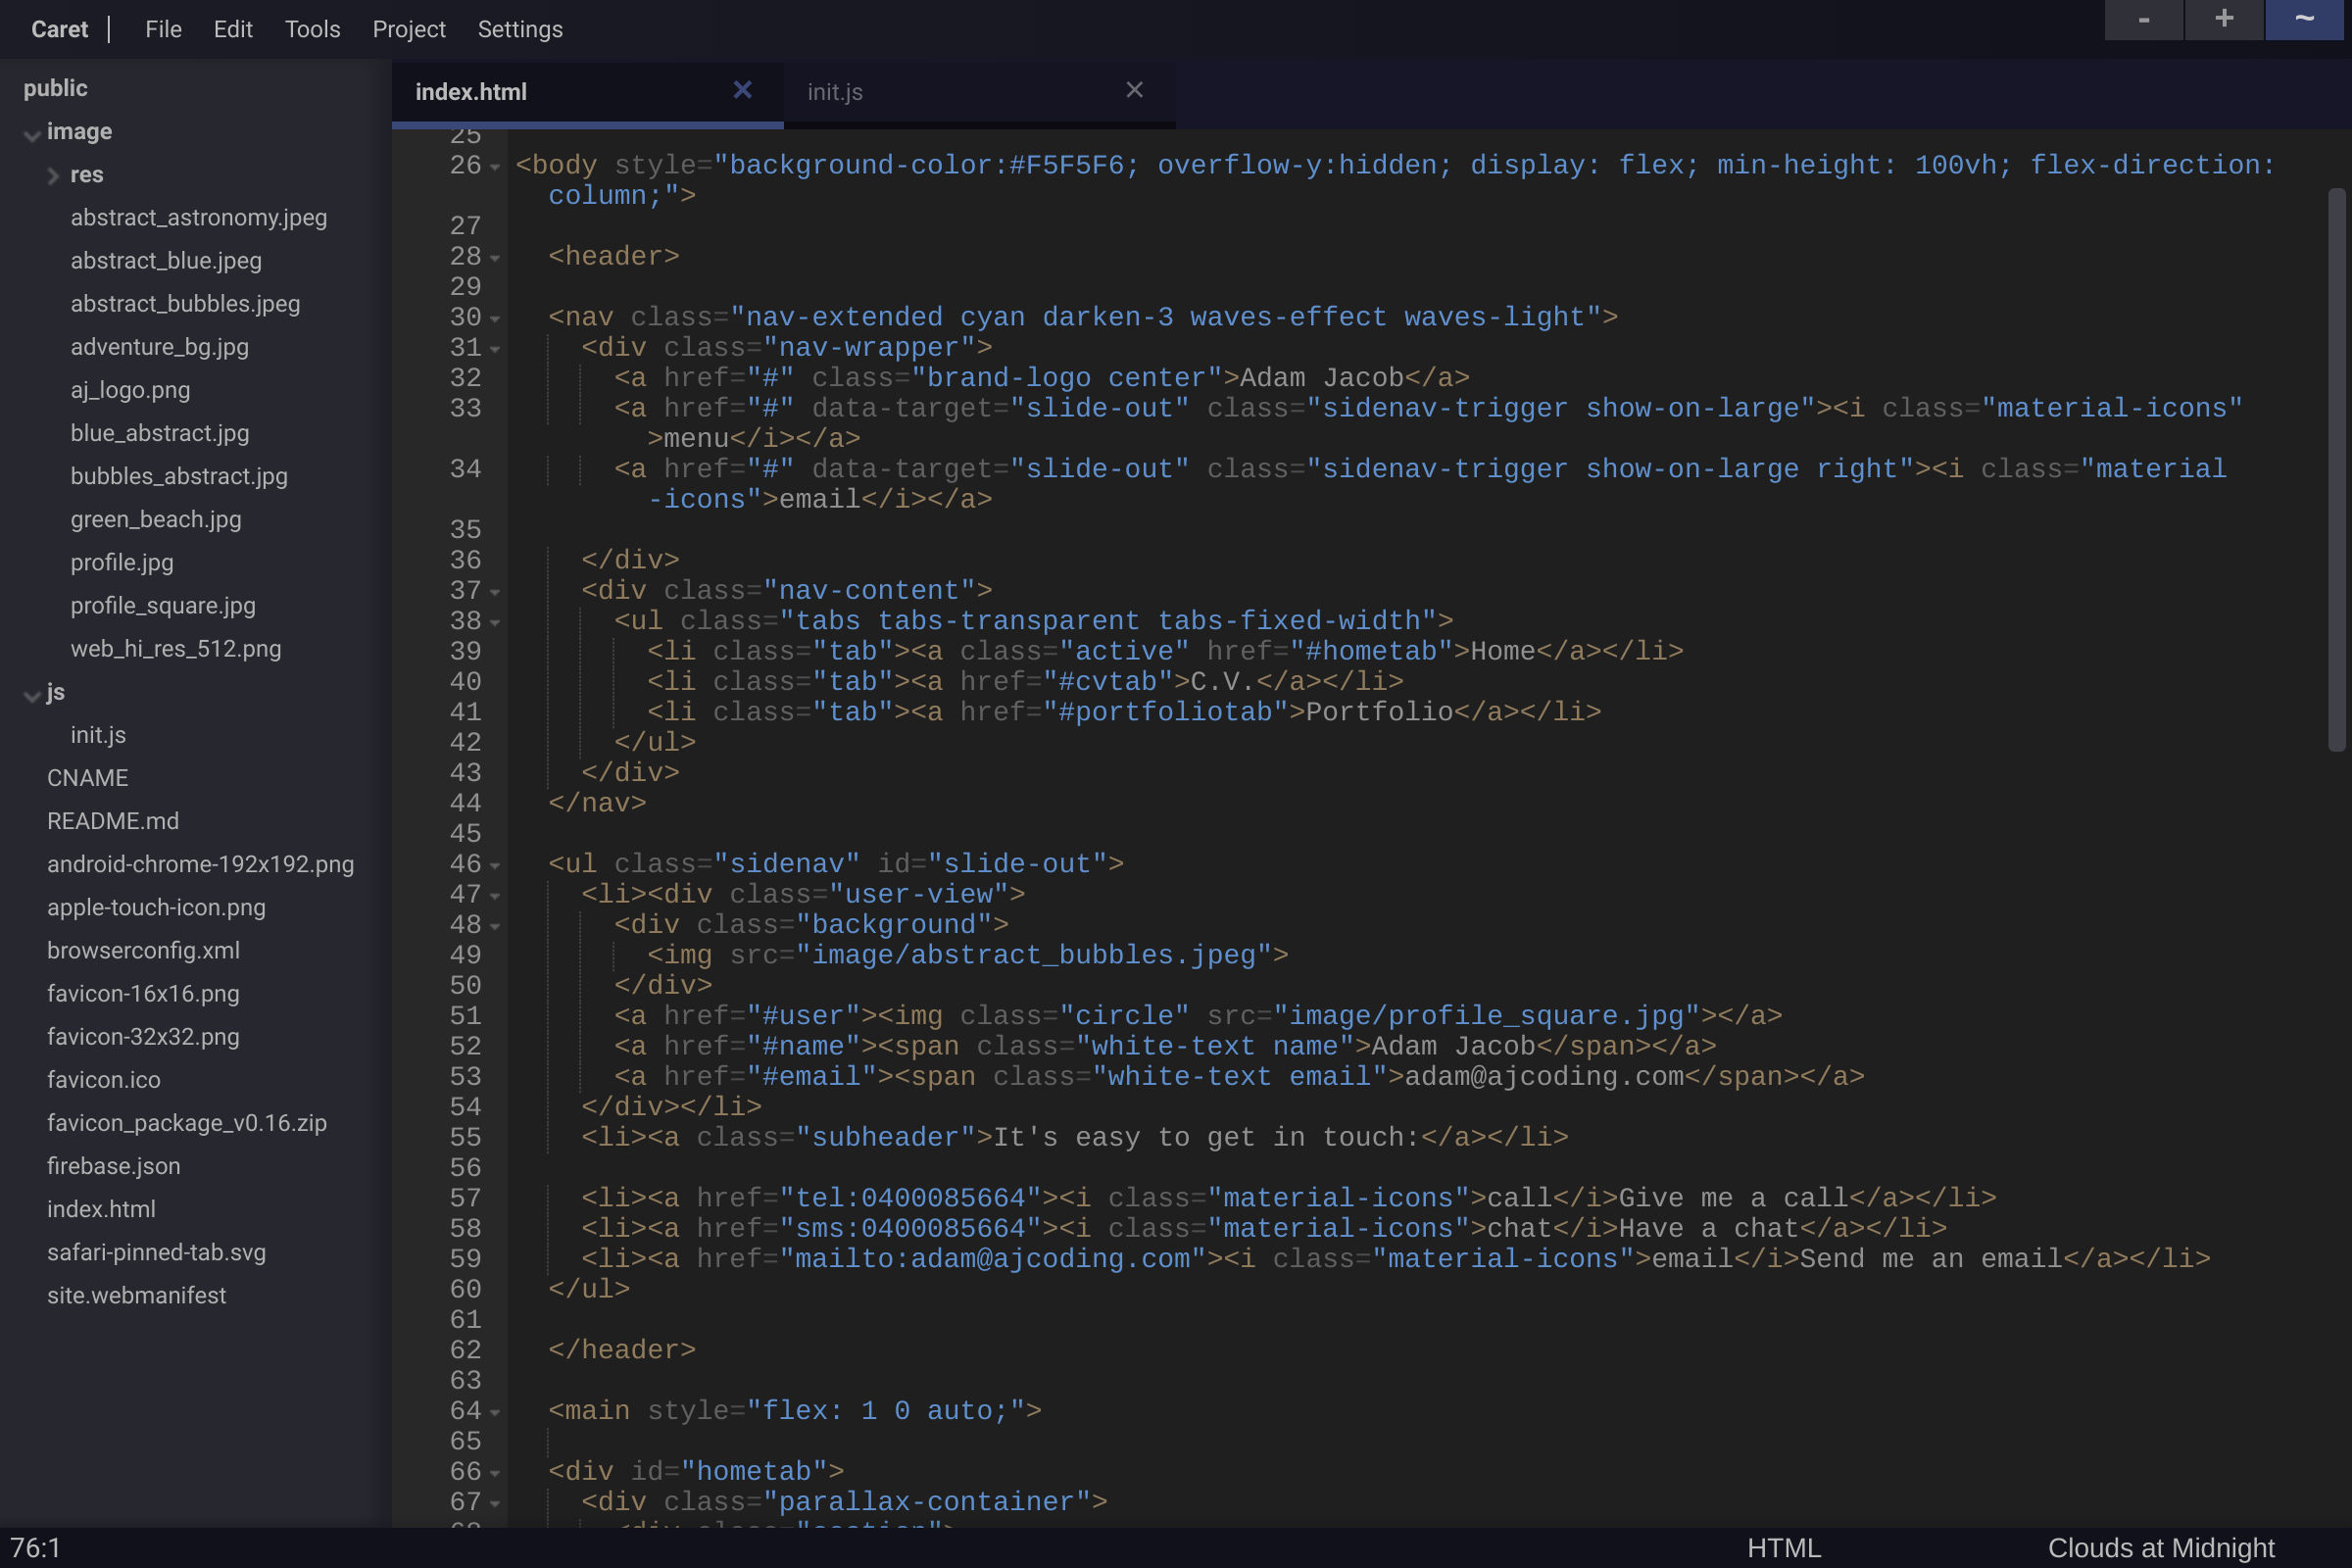 Caret | File Edit Tools Project Settings - + ~
public
image
res
abstract_astronomy.jpeg
abstract_blue.jpeg
abstract_bubbles.jpeg
adventure_bg.jpg
aj_logo.png
blue_abstract.jpg
bubbles_abstract.jpg
green_beach.jpg
profile.jpg
profile_square.jpg
web_hi_res_512.png
js
init.js
CNAME
README.md
android-chrome-192x192.png
apple-touch-icon.png
browserconfig.xml
favicon-16x16.png
favicon-32x32.png
favicon.ico
favicon_package_v0.16.zip
firebase.json
index.html
safari-pinned-tab.svg
site.webmanifest
index.html ✕ init.js ✕
25
26 <body style="background-color:#F5F5F6; overflow-y:hidden; display: flex; min-height: 100vh; flex-direction:
column;">
27
28 <header>
29
30 <nav class="nav-extended cyan darken-3 waves-effect waves-light">
31 <div class="nav-wrapper">
32 <a href="#" class="brand-logo center">Adam Jacob</a>
33 <a href="#" data-target="slide-out" class="sidenav-trigger show-on-large"><i class="material-icons"
>menu</i></a>
34 <a href="#" data-target="slide-out" class="sidenav-trigger show-on-large right"><i class="material
-icons">email</i></a>
35
36 </div>
37 <div class="nav-content">
38 <ul class="tabs tabs-transparent tabs-fixed-width">
39 <li class="tab"><a class="active" href="#hometab">Home</a></li>
40 <li class="tab"><a href="#cvtab">C.V.</a></li>
41 <li class="tab"><a href="#portfoliotab">Portfolio</a></li>
42 </ul>
43 </div>
44 </nav>
45
46 <ul class="sidenav" id="slide-out">
47 <li><div class="user-view">
48 <div class="background">
49 <img src="image/abstract_bubbles.jpeg">
50 </div>
51 <a href="#user"><img class="circle" src="image/profile_square.jpg"></a>
52 <a href="#name"><span class="white-text name">Adam Jacob</span></a>
53 <a href="#email"><span class="white-text email">adam@ajcoding.com</span></a>
54 </div></li>
55 <li><a class="subheader">It's easy to get in touch:</a></li>
56
57 <li><a href="tel:0400085664"><i class="material-icons">call</i>Give me a call</a></li>
58 <li><a href="sms:0400085664"><i class="material-icons">chat</i>Have a chat</a></li>
59 <li><a href="mailto:adam@ajcoding.com"><i class="material-icons">email</i>Send me an email</a></li>
60 </ul>
61
62 </header>
63
64 <main style="flex: 1 0 auto;">
65
66 <div id="hometab">
67 <div class="parallax-container">
68 <div class="section">
76:1 HTML Clouds at Midnight